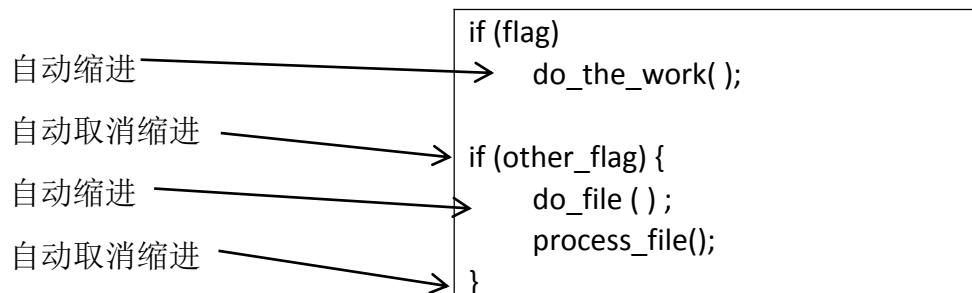 if (flag)
自动缩进
do_the_work( );
自动取消缩进
if (other_flag) {
自动缩进
do_file ( ) ;
自动取消缩进
process_file();
}